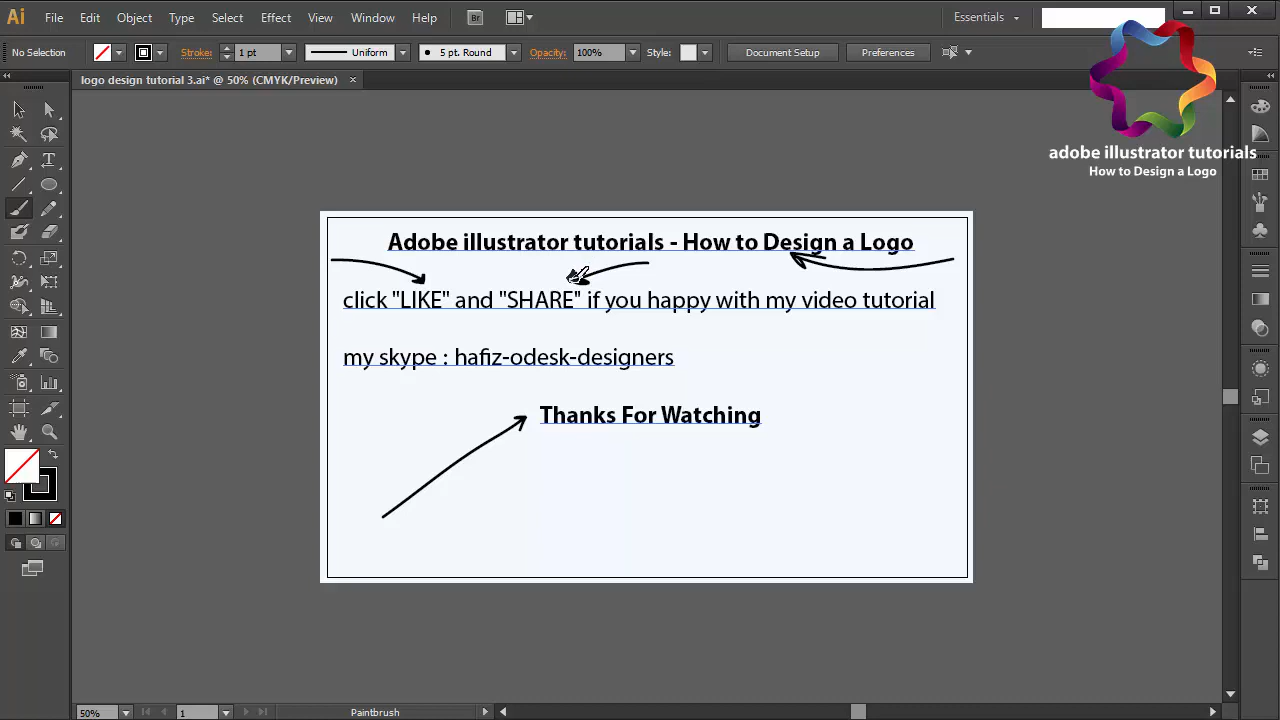 Ai File Edit Object Type Select Effect View Window Help Br Essentials
No Selection Stroke: 1 pt Uniform 5 pt. Round Opacity: 100% Style: Document Setup Preferences
logo design tutorial 3.ai* @ 50% (CMYK/Preview)
adobe illustrator tutorials
How to Design a Logo
Adobe illustrator tutorials - How to Design a Logo
click "LIKE" and "SHARE" if you happy with my video tutorial
my skype : hafiz-odesk-designers
Thanks For Watching
50% 1 Paintbrush